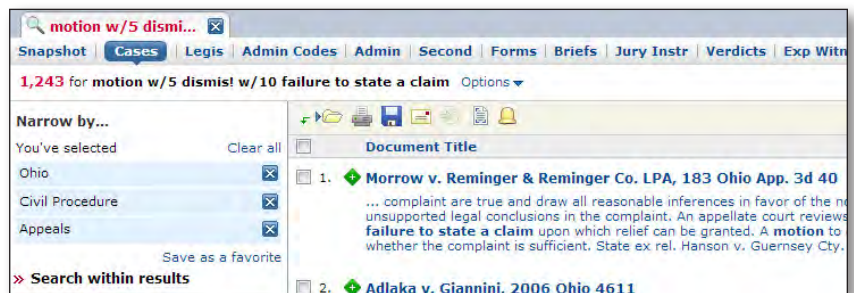 motion w/5 dismi...
Snapshot Cases Legis Admin Codes Admin Second Forms Briefs Jury Instr Verdicts Exp Witn
1,243 for motion w/5 dismis! w/10 failure to state a claim Options
Narrow by...
You've selected Clear all
Ohio
Civil Procedure
Appeals
Save as a favorite
» Search within results
Document Title
1. Morrow v. Reminger & Reminger Co. LPA, 183 Ohio App. 3d 40
... complaint are true and draw all reasonable inferences in favor of the
unsupported legal conclusions in the complaint. An appellate court reviews
failure to state a claim upon which relief can be granted. A motion to
whether the complaint is sufficient. State ex rel. Hanson v. Guernsey Cty.
2. Adlaka v. Giannini, 2006 Ohio 4611